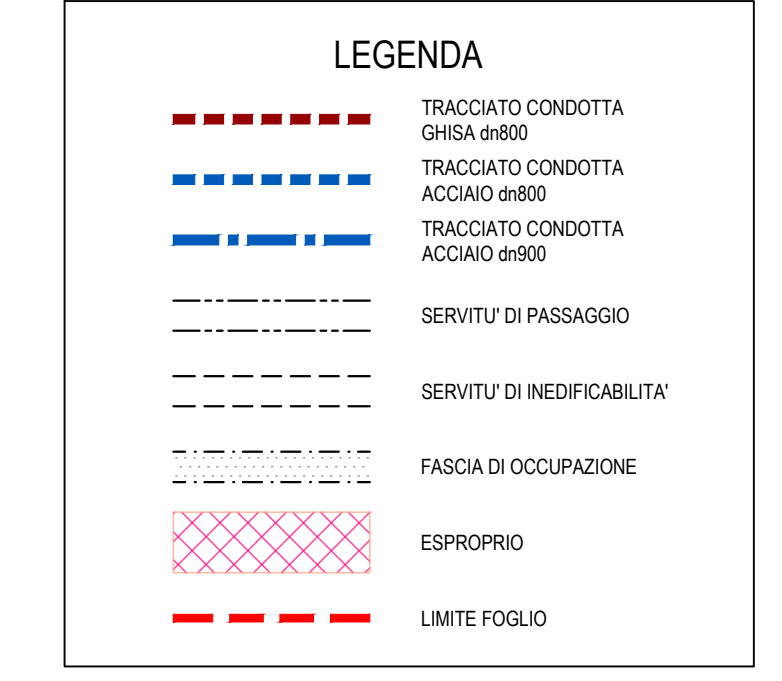 LEGENDA
TRACCIATO CONDOTTA
GHISA dn800
TRACCIATO CONDOTTA
ACCIAIO dn800
TRACCIATO CONDOTTA
ACCIAIO dn900
SERVITU' DI PASSAGGIO
SERVITU' DI INEDIFICABILITA'
FASCIA DI OCCUPAZIONE
ESPROPRIO
LIMITE FOGLIO